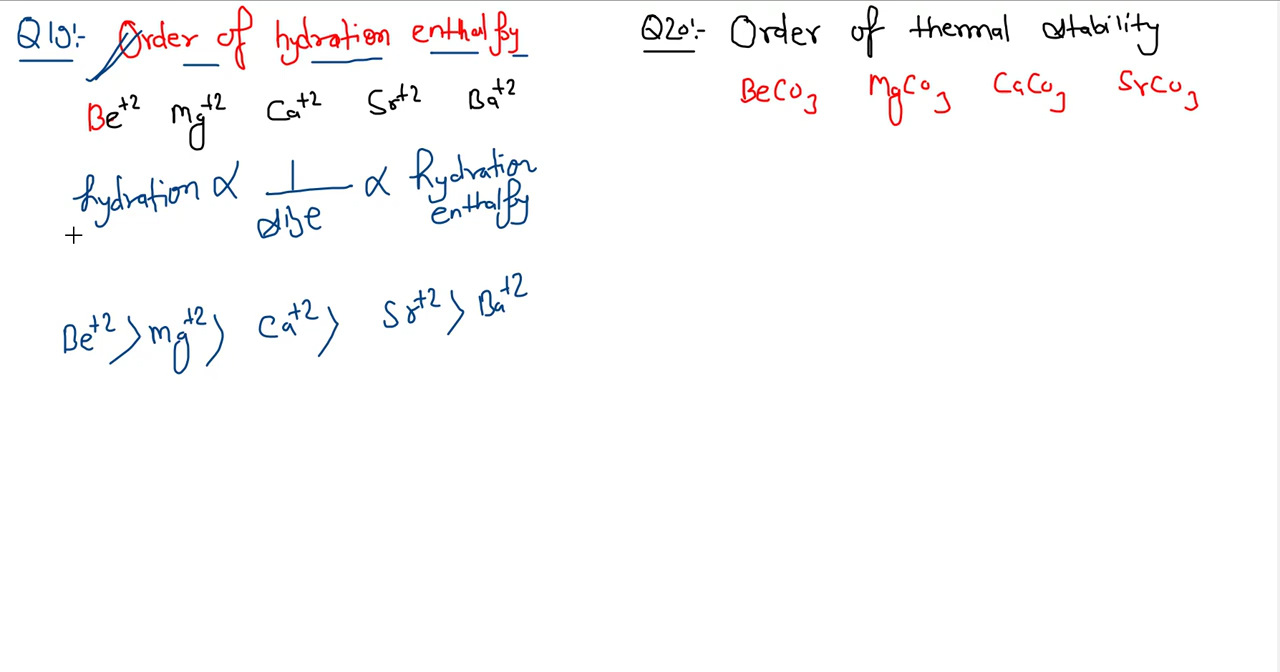 Q19:- Order of hydration enthalpy
Be+2 Mg+2 Ca+2 Sr+2 Ba+2
hydration ∝ 1/size ∝ hydration enthalpy
Be+2 > Mg+2 > Ca+2 > Sr+2 > Ba+2
Q20:- Order of thermal stability
BeCO3 MgCO3 CaCO3 SrCO3